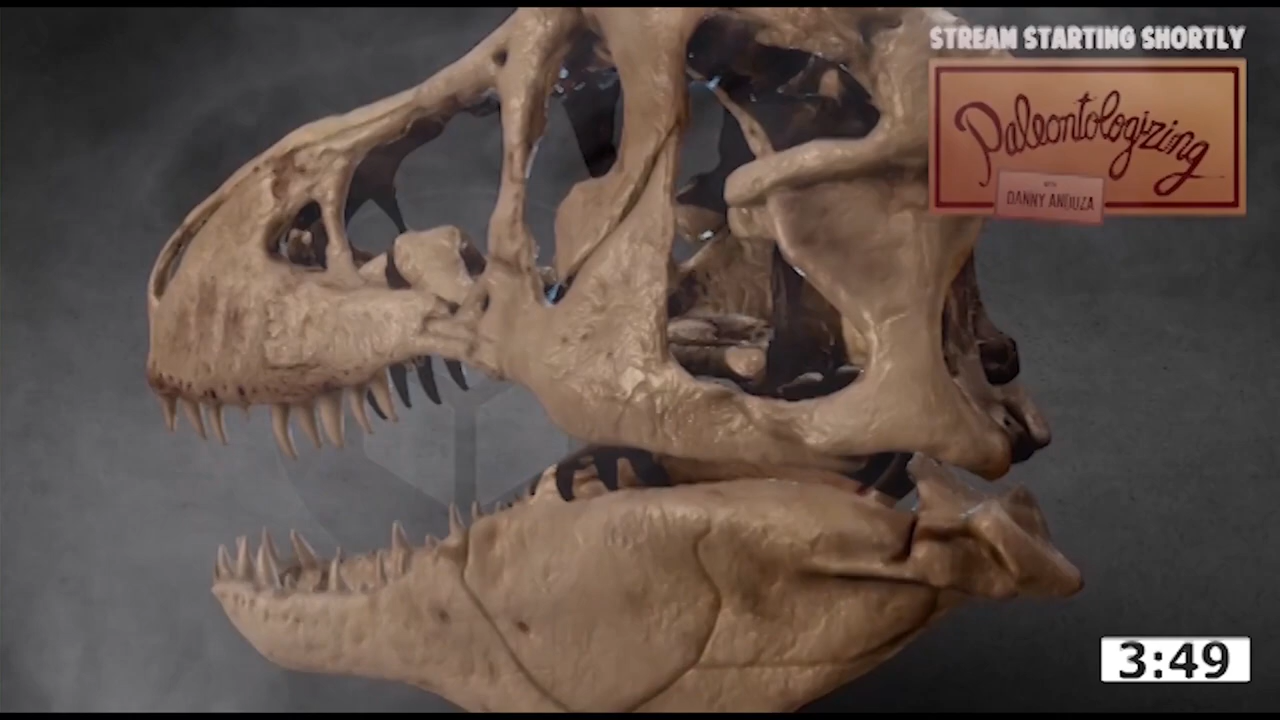 STREAM STARTING SHORTLY
Paleontologizing
WITH
DANNY ANDUZA
3:49